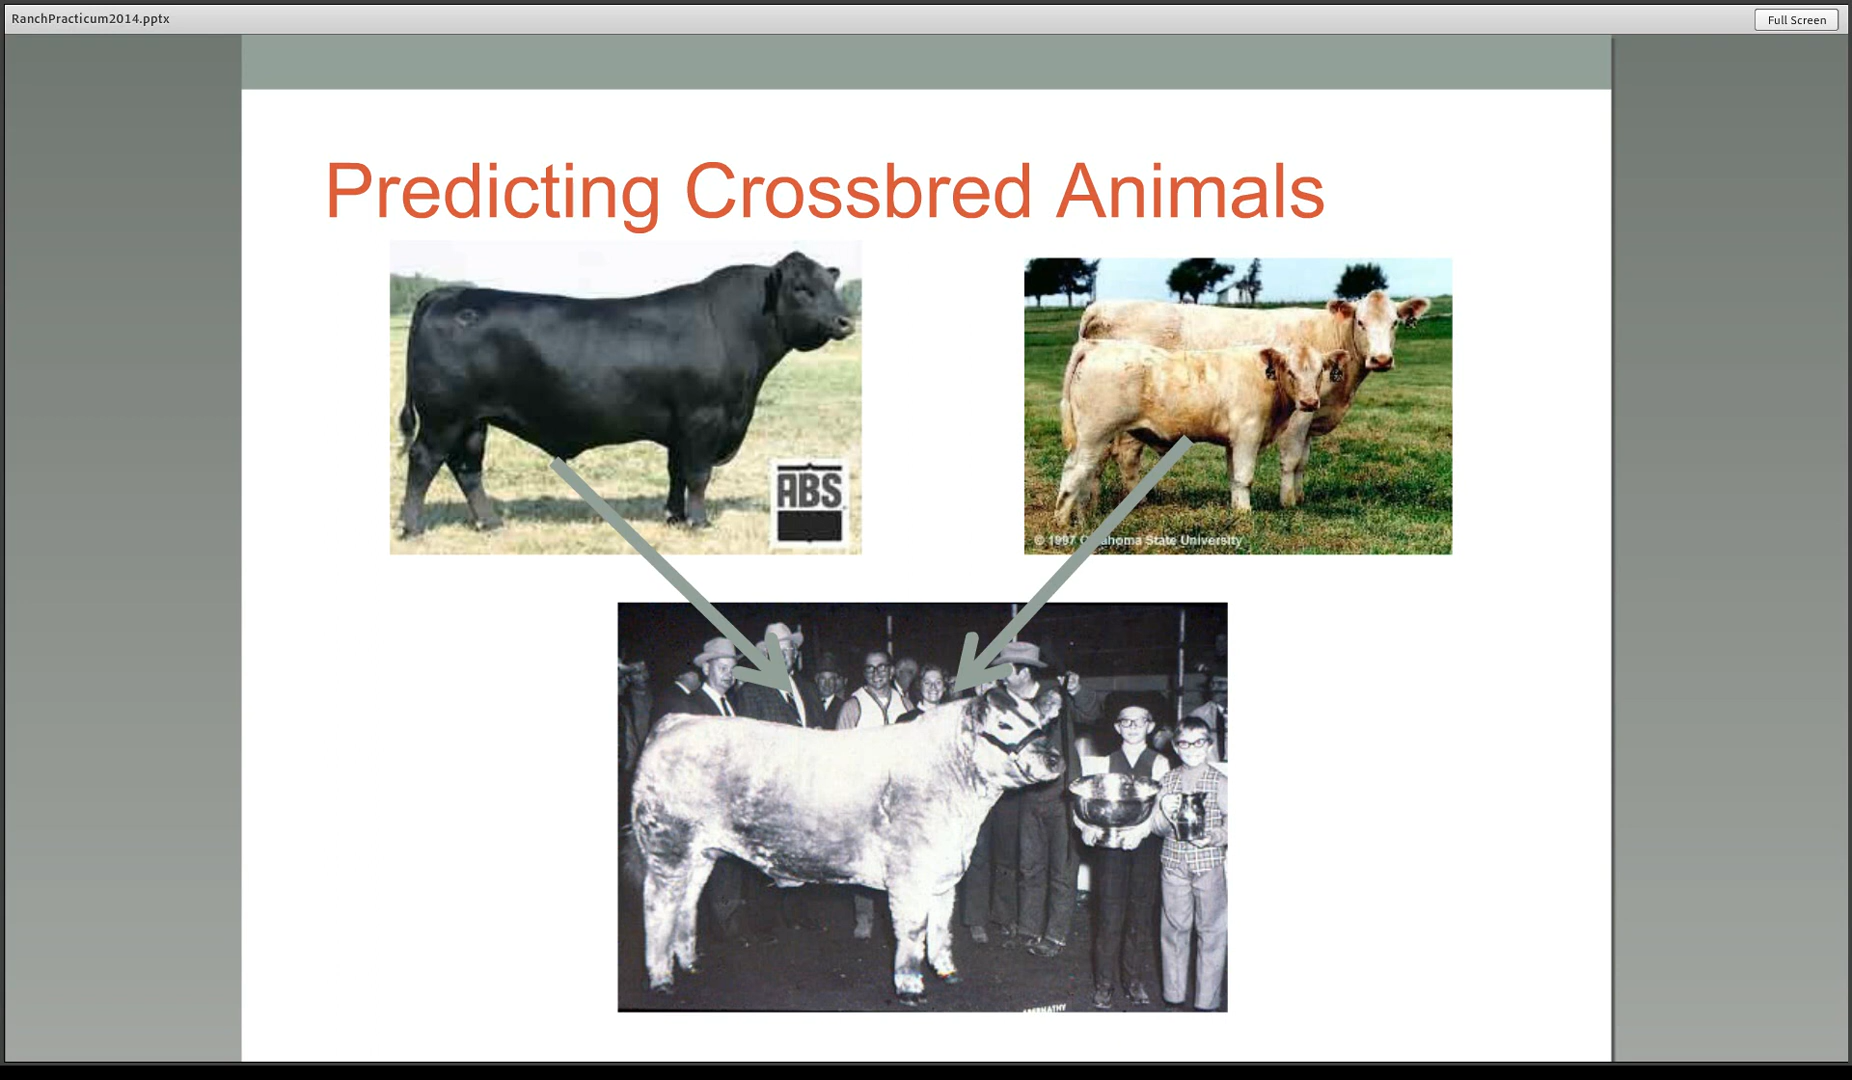 RanchPracticum2014.pptx
Full Screen
Predicting Crossbred Animals
ABS
© 1997 Oklahoma State University